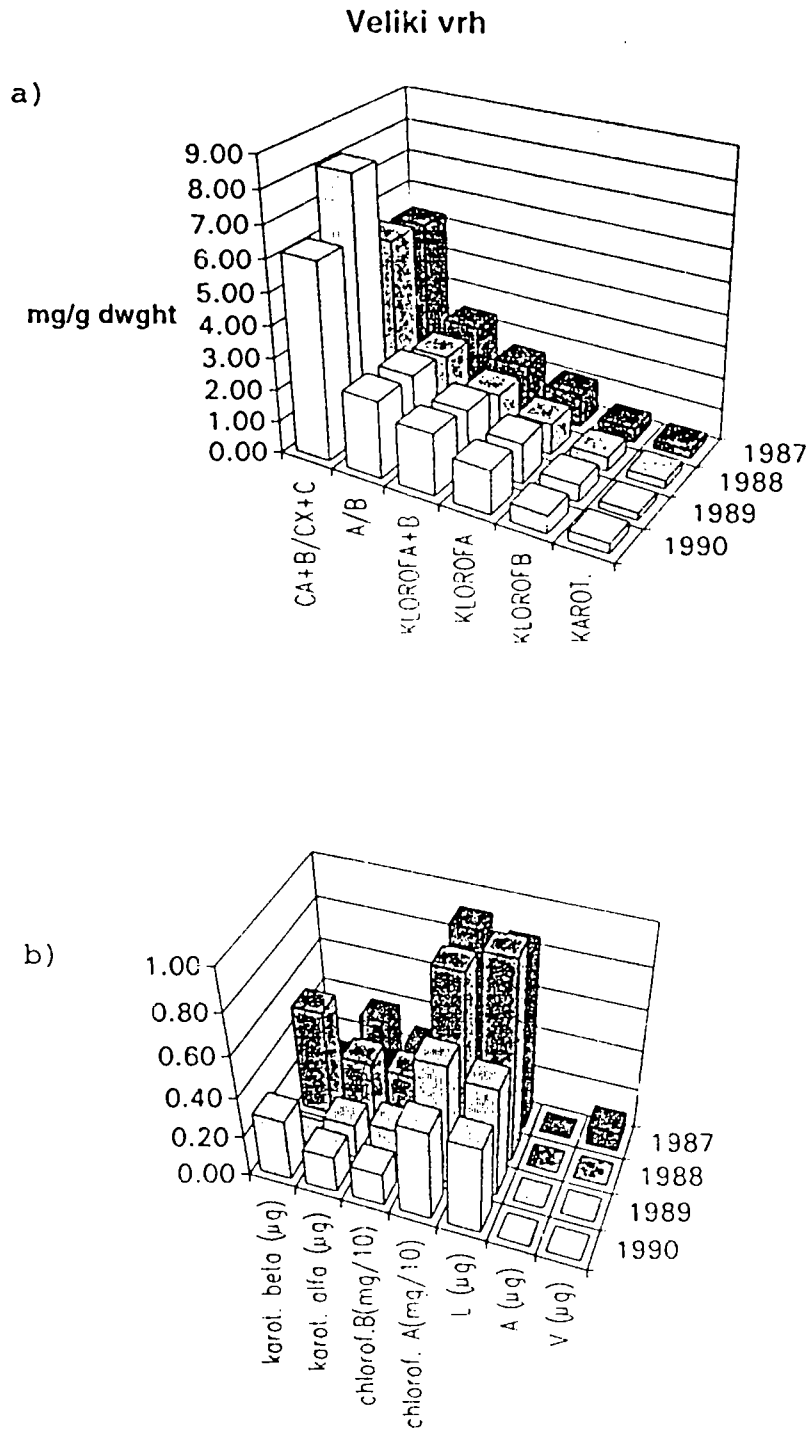 Veliki vrh
a)
9.00
8.00
7.00
6.00
5.00
4.00
3.00
2.00
1.00
0.00
mg/g dwght
CA+B/CX+C
A/B
KLOROFA+B
KLOROFA
KLOROFB
KAROT.
1987
1988
1989
1990
b)
1.00
0.80
0.60
0.40
0.20
0.00
karot. beta (µg)
karot. alfa (µg)
chlorof.B(mg/10)
chlorof. A(mg/10)
L (µg)
A (µg)
V (µg)
1987
1988
1989
1990